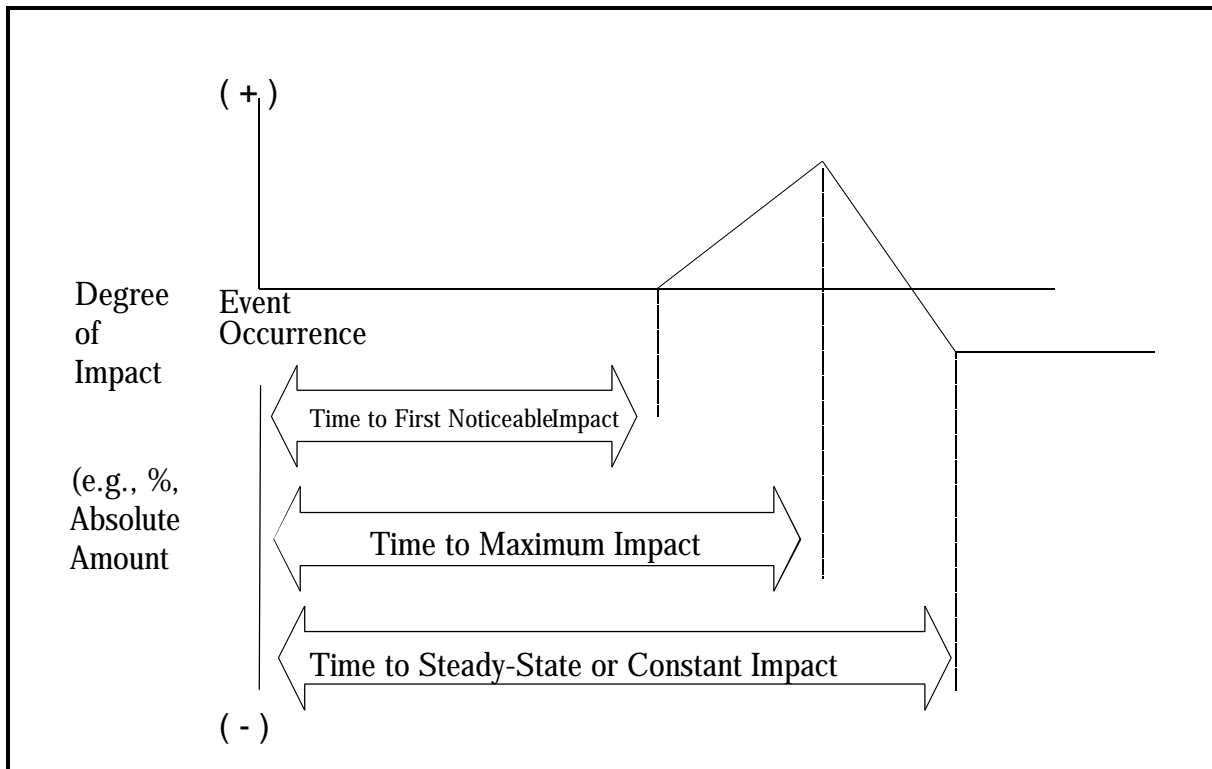 ( + )
Degree
of
Impact
Event
Occurrence
Time to First NoticeableImpact
(e.g., %,
Absolute
Amount
Time to Maximum Impact
Time to Steady-State or Constant Impact
( - )